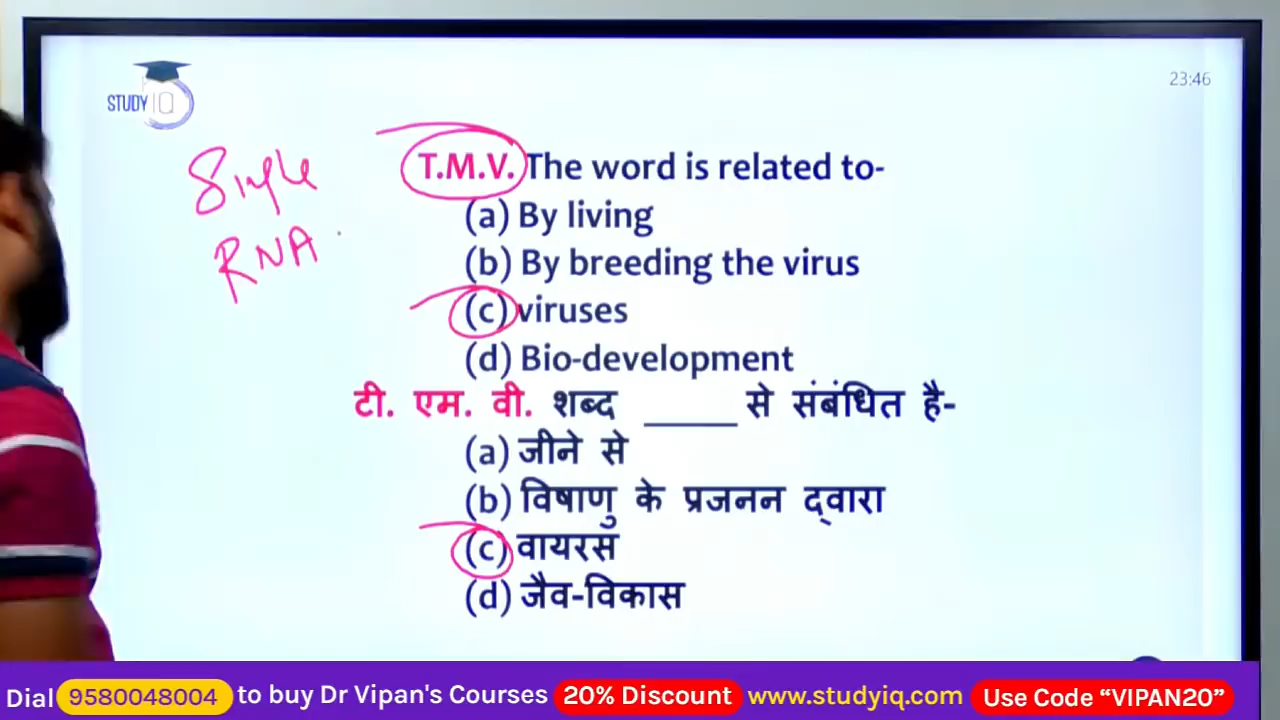 STUDY IQ
23:46
Single
RNA
T.M.V. The word is related to-
(a) By living
(b) By breeding the virus
(c) viruses
(d) Bio-development
टी. एम. वी. शब्द _____ से संबंधित है-
(a) जीने से
(b) विषाणु के प्रजनन द्वारा
(c) वायरस
(d) जैव-विकास
Dial 9580048004 to buy Dr Vipan's Courses 20% Discount www.studyiq.com Use Code “VIPAN20”